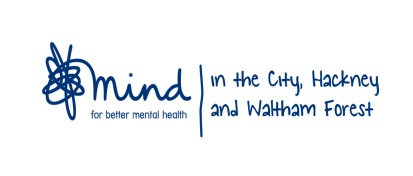 mind
for better mental health
in the City, Hackney
and Waltham Forest